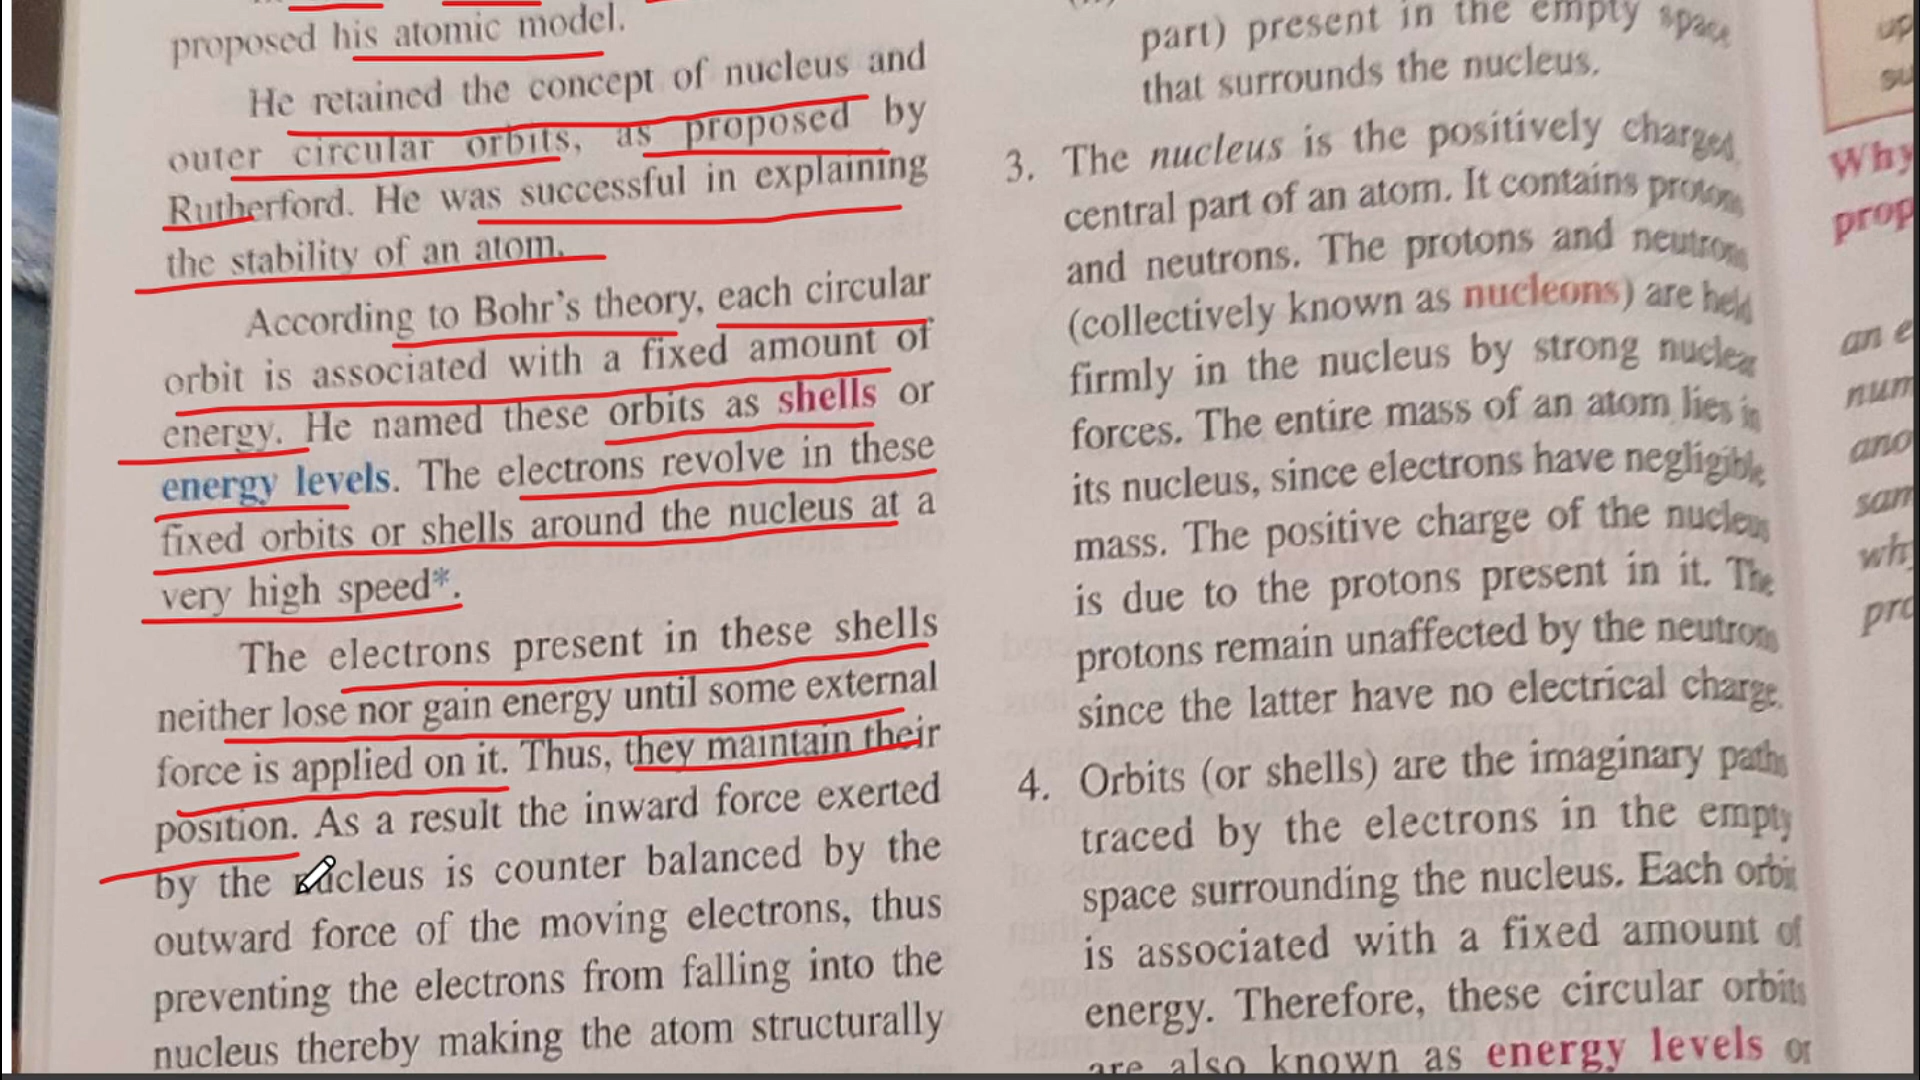 proposed his atomic model.
He retained the concept of nucleus and
outer circular orbits, as proposed by
Rutherford. He was successful in explaining
the stability of an atom.
According to Bohr's theory, each circular
orbit is associated with a fixed amount of
energy. He named these orbits as shells or
energy levels. The electrons revolve in these
fixed orbits or shells around the nucleus at a
very high speed*.
The electrons present in these shells
neither lose nor gain energy until some external
force is applied on it. Thus, they maintain their
position. As a result the inward force exerted
by the nucleus is counter balanced by the
outward force of the moving electrons, thus
preventing the electrons from falling into the
nucleus thereby making the atom structurally
part) present in the empty space
that surrounds the nucleus.
3. The nucleus is the positively charged
central part of an atom. It contains protons
and neutrons. The protons and neutrons
(collectively known as nucleons) are held
firmly in the nucleus by strong nuclear
forces. The entire mass of an atom lies in
its nucleus, since electrons have negligible
mass. The positive charge of the nucleus
is due to the protons present in it. The
protons remain unaffected by the neutrons
since the latter have no electrical charge.
4. Orbits (or shells) are the imaginary paths
traced by the electrons in the empty
space surrounding the nucleus. Each orbit
is associated with a fixed amount of
energy. Therefore, these circular orbits
are also known as energy levels or
up
su
Why
prop
an e
num
ano
sam
why
pro